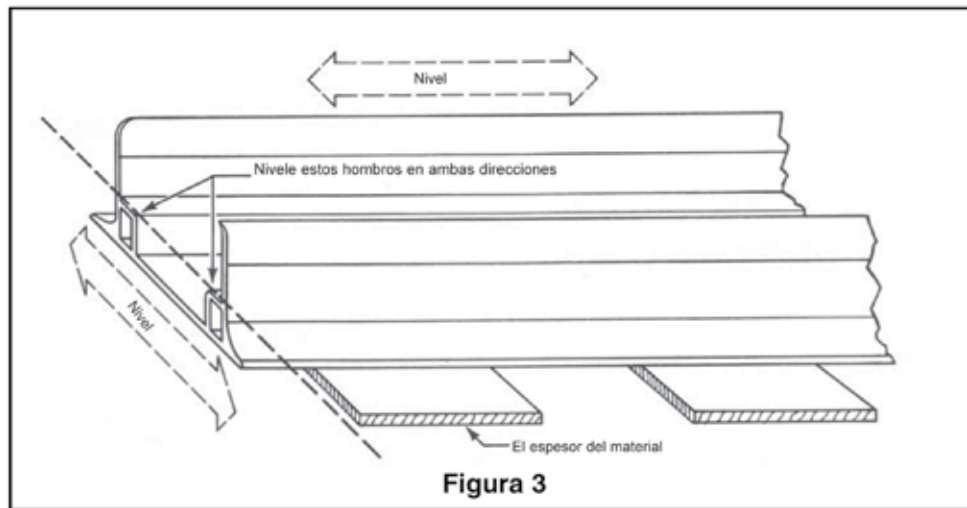 Nivel
Nivele estos hombros en ambas direcciones
Nivel
El espesor del material
Figura 3